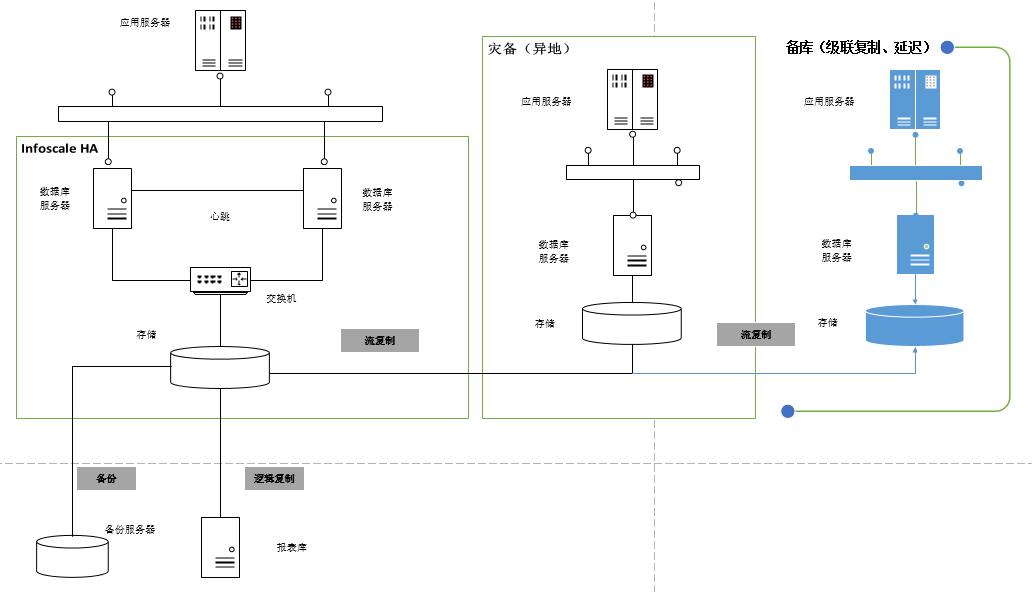 应用服务器
Infoscale HA
数据库
服务器
数据库
服务器
心跳
交换机
存储
流复制
备份
逻辑复制
备份服务器
报表库
灾备（异地）
应用服务器
数据库
服务器
存储
流复制
备库（级联复制、延迟）
应用服务器
数据库
服务器
存储